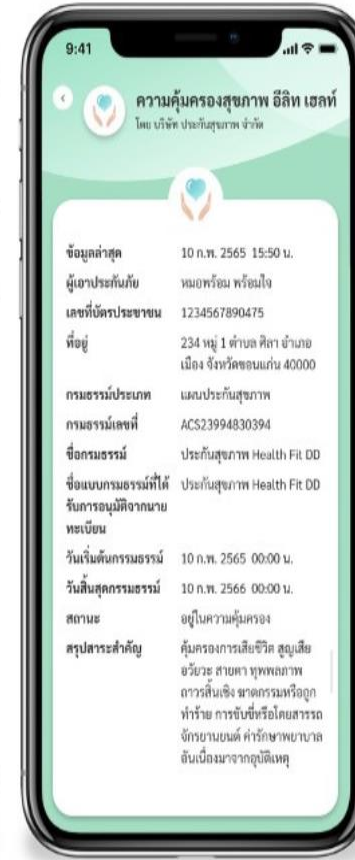 9:41
ความคุ้มครองสุขภาพ อีลิท เฮลท์
โดย บริษัท ประกันสุขภาพ จำกัด
ข้อมูลล่าสุด 10 ก.พ. 2565 15:50 น.
ผู้เอาประกันภัย หมอพร้อม พร้อมใจ
เลขที่บัตรประชาชน 1234567890475
ที่อยู่ 234 หมู่ 1 ตำบล ศิลา อำเภอ
เมือง จังหวัดขอนแก่น 40000
กรมธรรม์ประเภท แผนประกันสุขภาพ
กรมธรรม์เลขที่ ACS23994830394
ชื่อกรมธรรม์ ประกันสุขภาพ Health Fit DD
ชื่อแบบกรมธรรม์ที่ได้ ประกันสุขภาพ Health Fit DD
รับการอนุมัติจากนาย
ทะเบียน
วันเริ่มต้นกรมธรรม์ 10 ก.พ. 2565 00:00 น.
วันสิ้นสุดกรมธรรม์ 10 ก.พ. 2566 00:00 น.
สถานะ อยู่ในความคุ้มครอง
สรุปสาระสำคัญ คุ้มครองการเสียชีวิต สูญเสีย
อวัยวะ สายตา ทุพพลภาพ
ถาวรสิ้นเชิง ฆาตกรรมหรือถูก
ทำร้าย การขับขี่หรือโดยสารรถ
จักรยานยนต์ ค่ารักษาพยาบาล
อันเนื่องมาจากอุบัติเหตุ